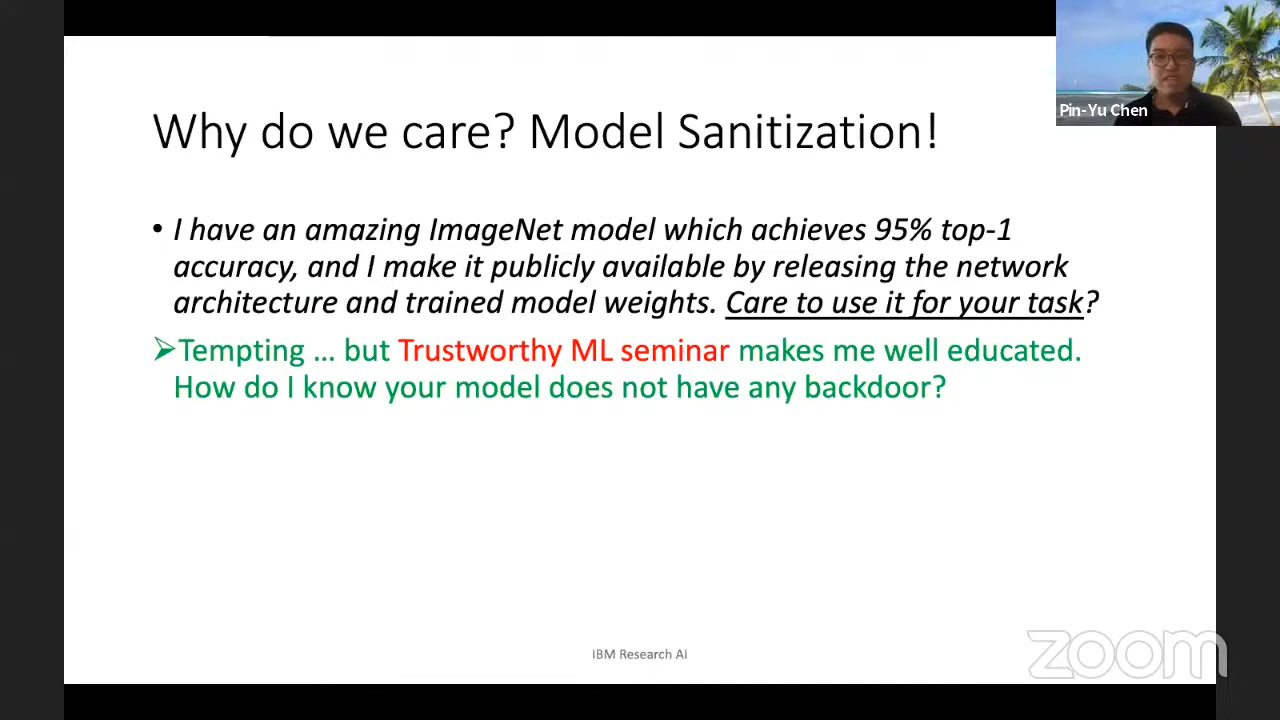 Pin-Yu Chen
Why do we care? Model Sanitization!
• I have an amazing ImageNet model which achieves 95% top-1
accuracy, and I make it publicly available by releasing the network
architecture and trained model weights. Care to use it for your task?
➢Tempting … but Trustworthy ML seminar makes me well educated.
How do I know your model does not have any backdoor?
IBM Research AI
zoom